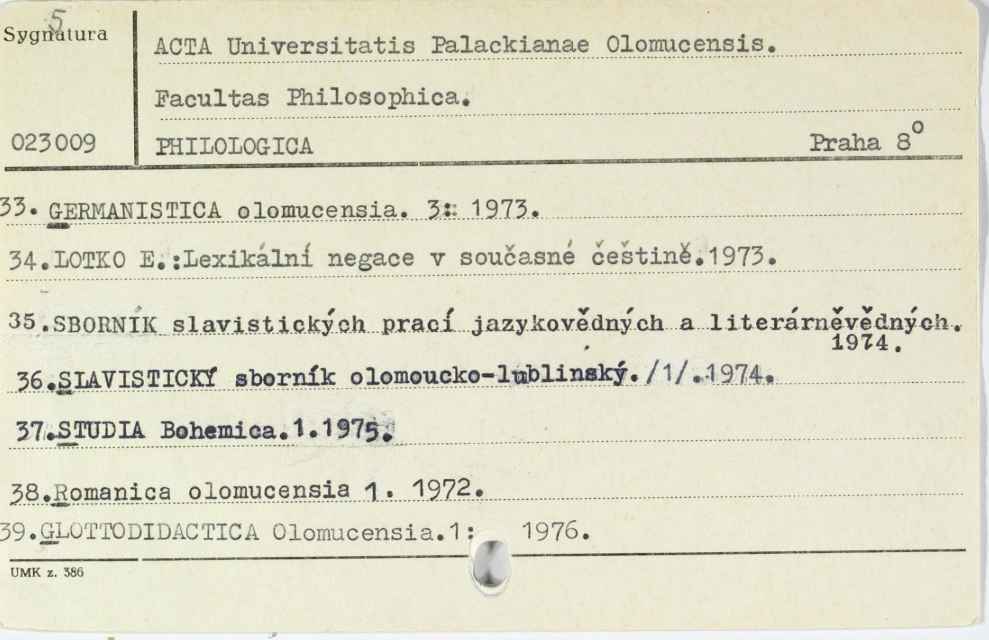 5
Sygnatura
ACTA Universitatis Palackianae Olomucensis.
Facultas Philosophica.
023009
PHILOLOGICA Praha 8°
33. GERMANISTICA olomucensia. 3: 1973.
34.LOTKO E.:Lexikální negace v současné češtině.1973.
35.SBORNÍK slavistických prací jazykovědných a literárněvědných.
1974.
36.SLAVISTICKÝ sborník olomoucko-lublinský./1/.1974.
37.STUDIA Bohemica.1.1975.
38.Romanica olomucensia 1. 1972.
39.GLOTTODIDACTICA Olomucensia.1: 1976.
UMK z. 386